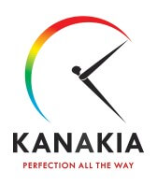 KANAKIA
PERFECTION ALL THE WAY